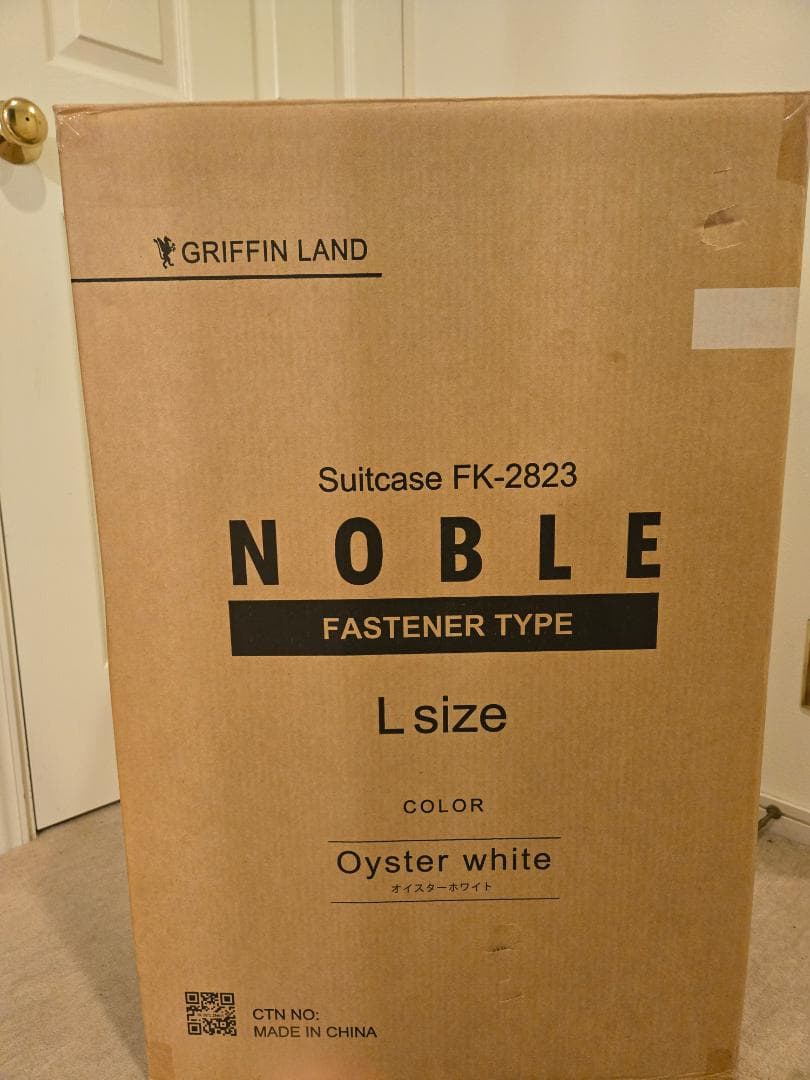 GRIFFIN LAND
Suitcase FK-2823
NOBLE
FASTENER TYPE
L size
COLOR
Oyster white
オイスターホワイト
CTN NO:
MADE IN CHINA